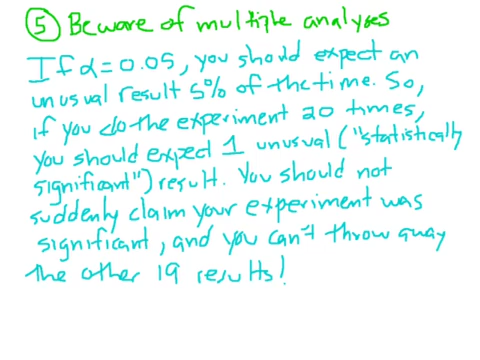 ⑤ Beware of multiple analyses
If α = 0.05, you should expect an
unusual result 5% of the time. So,
if you do the experiment 20 times,
you should expect 1 unusual ("statistically
significant") result. You should not
suddenly claim your experiment was
significant, and you can't throw away
the other 19 results!